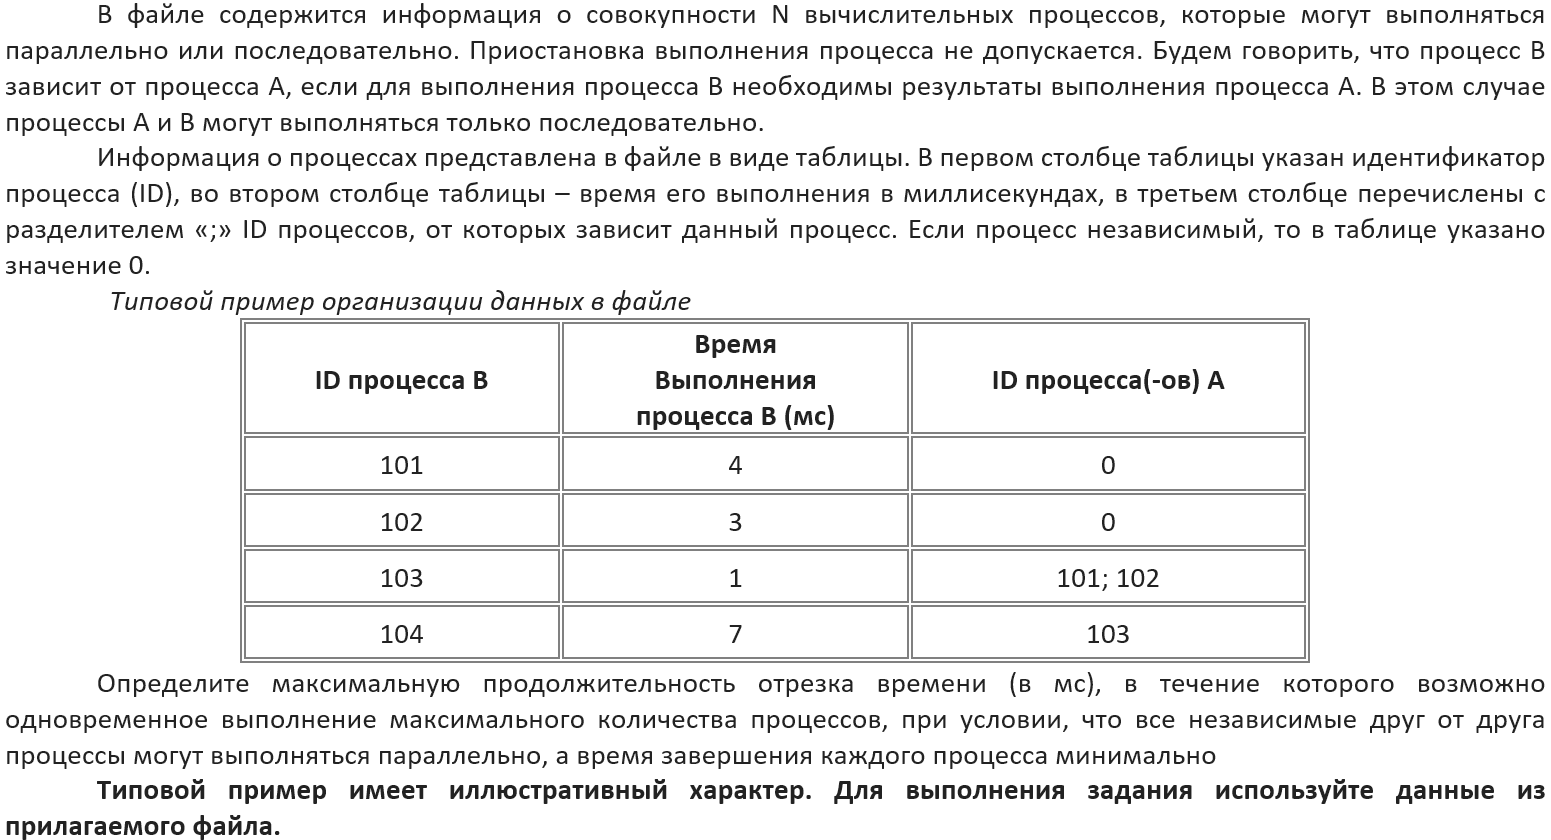 В файле содержится информация о совокупности N вычислительных процессов, которые могут выполняться
параллельно или последовательно. Приостановка выполнения процесса не допускается. Будем говорить, что процесс B
зависит от процесса A, если для выполнения процесса B необходимы результаты выполнения процесса A. В этом случае
процессы A и B могут выполняться только последовательно.
Информация о процессах представлена в файле в виде таблицы. В первом столбце таблицы указан идентификатор
процесса (ID), во втором столбце таблицы – время его выполнения в миллисекундах, в третьем столбце перечислены с
разделителем «;» ID процессов, от которых зависит данный процесс. Если процесс независимый, то в таблице указано
значение 0.
Типовой пример организации данных в файле
ID процесса B
Время
Выполнения
процесса B (мс)
ID процесса(-ов) A
101 4 0
102 3 0
103 1 101; 102
104 7 103
Определите максимальную продолжительность отрезка времени (в мс), в течение которого возможно
одновременное выполнение максимального количества процессов, при условии, что все независимые друг от друга
процессы могут выполняться параллельно, а время завершения каждого процесса минимально
Типовой пример имеет иллюстративный характер. Для выполнения задания используйте данные из
прилагаемого файла.